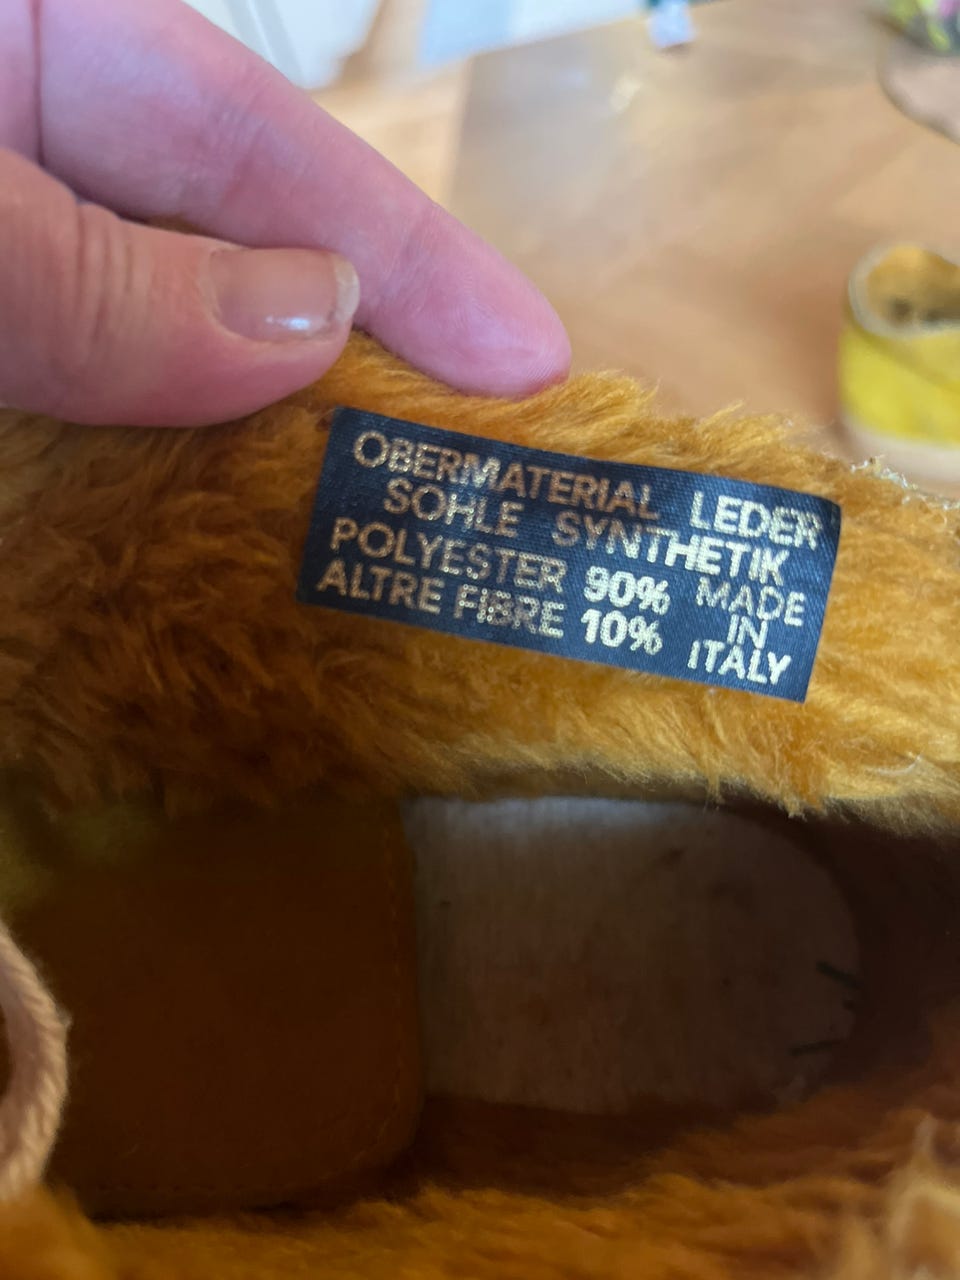 OBERMATERIAL LEDER
SOHLE SYNTHETIK
POLYESTER 90% MADE
ALTRE FIBRE 10% IN
ITALY